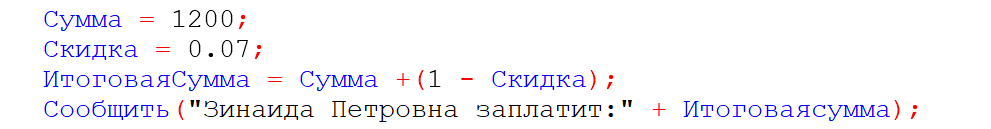 Сумма = 1200;
Скидка = 0.07;
ИтоговаяСумма = Сумма +(1 - Скидка);
Сообщить("Зинаида Петровна заплатит:" + Итоговаясумма);